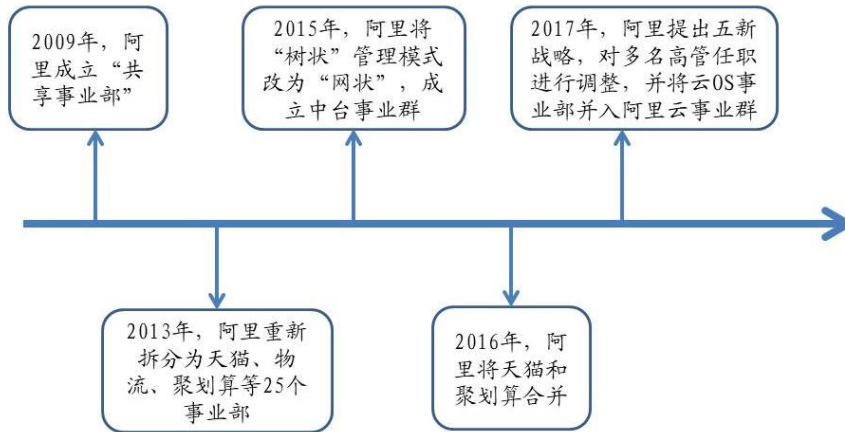 2009年，阿
里成立“共
享事业部”
2015年，阿里将
“树状”管理模式
改为“网状”，成
立中台事业群
2017年，阿里提出五新
战略，对多名高管任职
进行调整，并将云OS事
业部并入阿里云事业群
2013年，阿里重新
拆分为天猫、物
流、聚划算等25个
事业部
2016年，阿
里将天猫和
聚划算合并